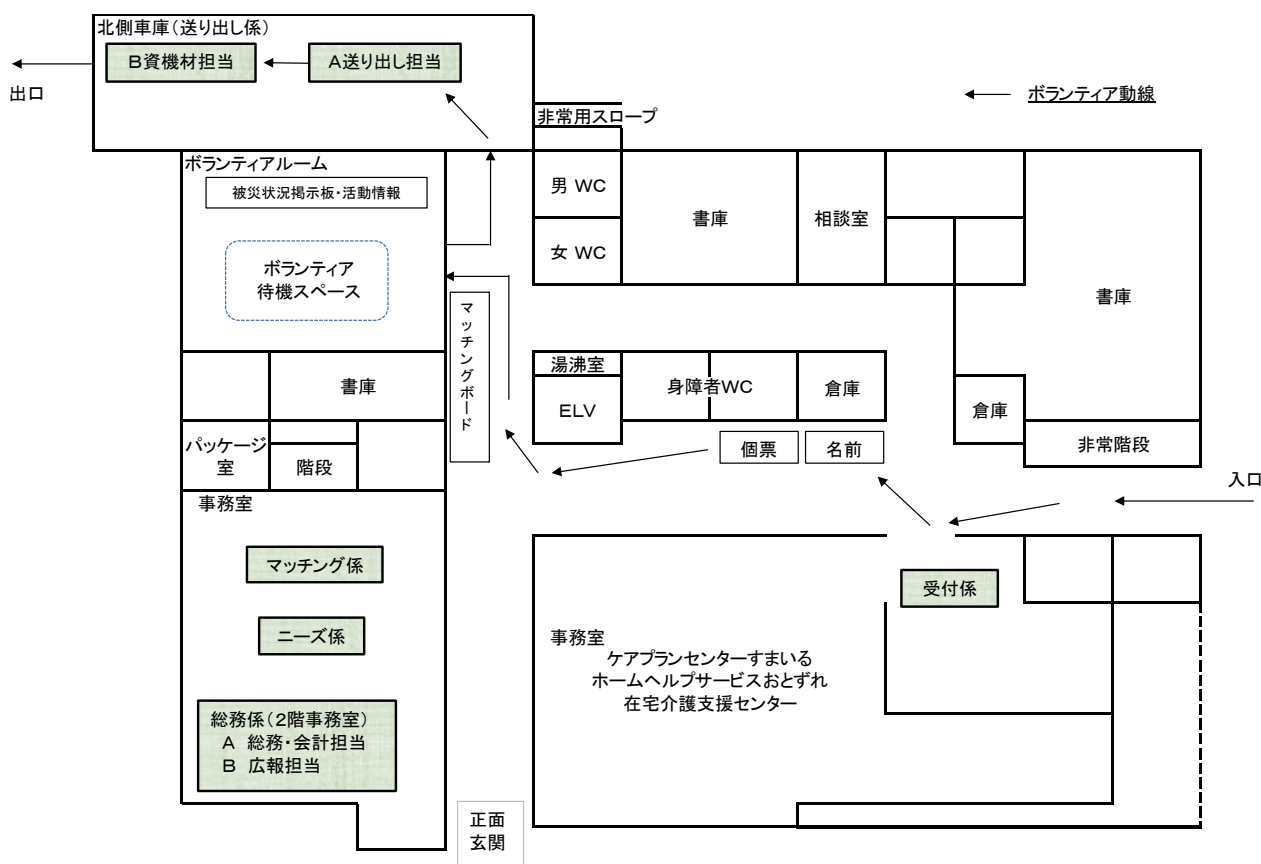 北側車庫(送り出し係)
B資機材担当
A送り出し担当
出口
ボランティア動線
非常用スロープ
ボランティアルーム
被災状況掲示板・活動情報
ボランティア
待機スペース
男 WC
女 WC
書庫
相談室
書庫
マッチングボード
湯沸室
ELV
身障者WC
倉庫
倉庫
非常階段
書庫
パッケージ
室
階段
個票
名前
入口
事務室
マッチング係
ニーズ係
総務係(2階事務室)
A 総務・会計担当
B 広報担当
受付係
事務室
ケアプランセンターすまいる
ホームヘルプサービスおとずれ
在宅介護支援センター
正面
玄関